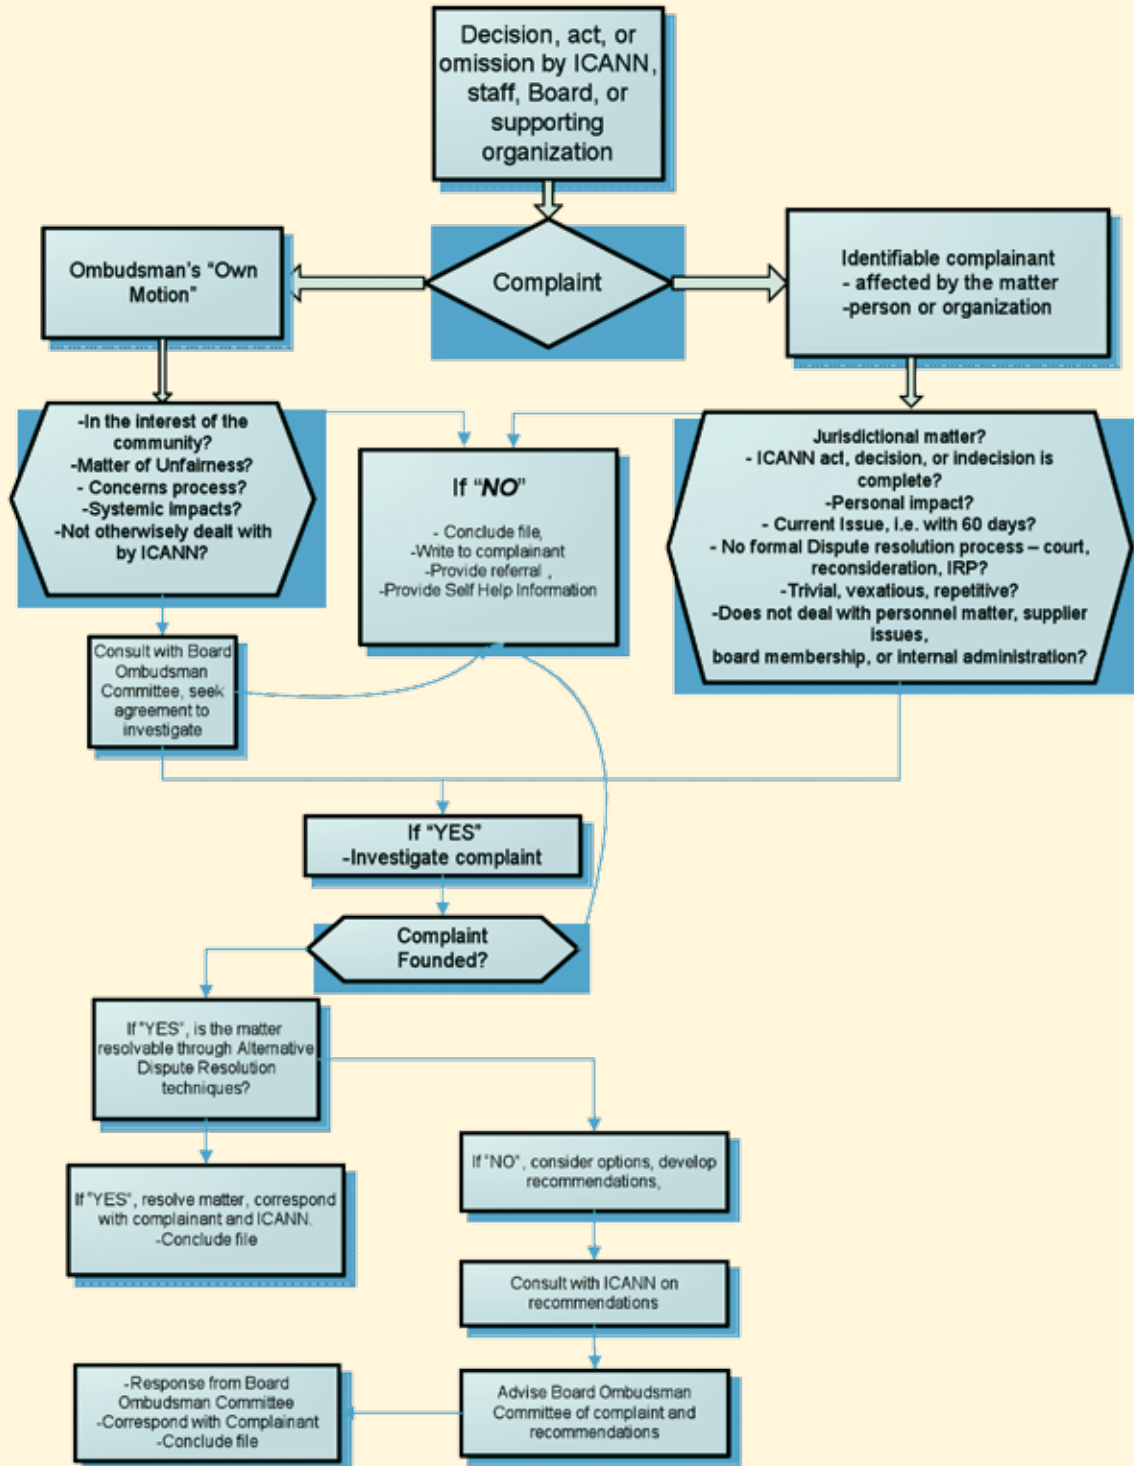 Decision, act, or
omission by ICANN,
staff, Board, or
supporting
organization
Complaint
Ombudsman's "Own
Motion"
Identifiable complainant
- affected by the matter
-person or organization
-In the interest of the
community?
-Matter of Unfairness?
- Concerns process?
-Systemic impacts?
-Not otherwisely dealt with
by ICANN?
If "NO"
- Conclude file,
-Write to complainant
-Provide referral ,
-Provide Self Help Information
Jurisdictional matter?
- ICANN act, decision, or indecision is
complete?
-Personal impact?
- Current Issue, i.e. with 60 days?
- No formal Dispute resolution process – court,
reconsideration, IRP?
-Trivial, vexatious, repetitive?
-Does not deal with personnel matter, supplier
issues,
board membership, or internal administration?
Consult with Board
Ombudsman
Committee, seek
agreement to
investigate
If "YES"
-Investigate complaint
Complaint
Founded?
If "YES", is the matter
resolvable through Alternative
Dispute Resolution
techniques?
If "NO", consider options, develop
recommendations,
If "YES", resolve matter, correspond
with complainant and ICANN.
-Conclude file
Consult with ICANN on
recommendations
Advise Board Ombudsman
Committee of complaint and
recommendations
-Response from Board
Ombudsman Committee
-Correspond with Complainant
-Conclude file